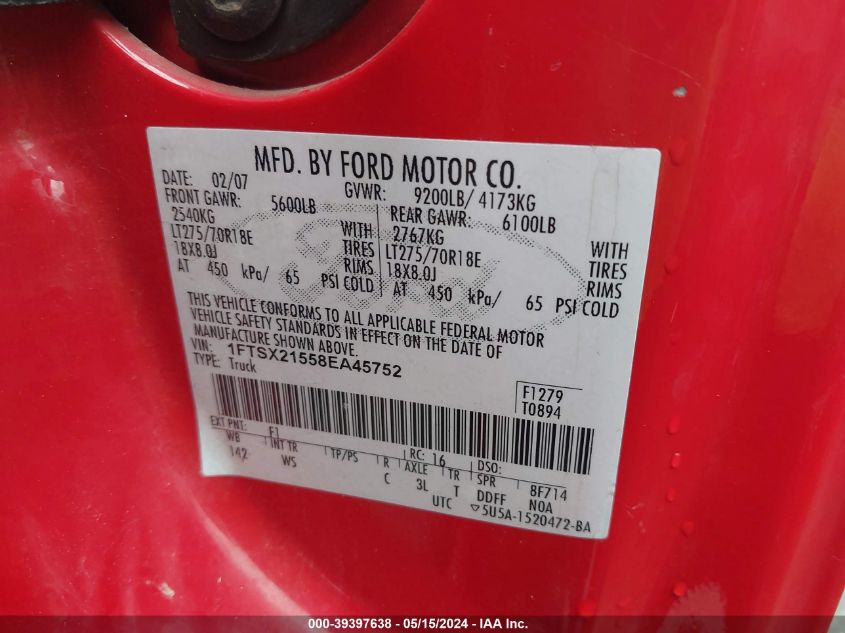 MFD. BY FORD MOTOR CO.
DATE: 02/07 GVWR: 9200LB/ 4173KG
FRONT GAWR: 5600LB REAR GAWR: 6100LB
2540KG WITH 2767KG WITH
LT275/70R18E TIRES LT275/70R18E TIRES
18X8.0J RIMS 18X8.0J RIMS
AT 450 kPa/ 65 PSI COLD AT 450 kPa/ 65 PSI COLD
THIS VEHICLE CONFORMS TO ALL APPLICABLE FEDERAL MOTOR
VEHICLE SAFETY STANDARDS IN EFFECT ON THE DATE OF
MANUFACTURE SHOWN ABOVE.
VIN: 1FTSX21558EA45752
TYPE: Truck
F1279
T0894
EXT PNT: F1 RC: 16 DSO:
WB INT TR TP/PS R AXLE TR SPR 8F714
142 WS C 3L T DDFF NOA
UTC ▽5U5A-1520472-BA
000-39397638 - 05/15/2024 - IAA Inc.